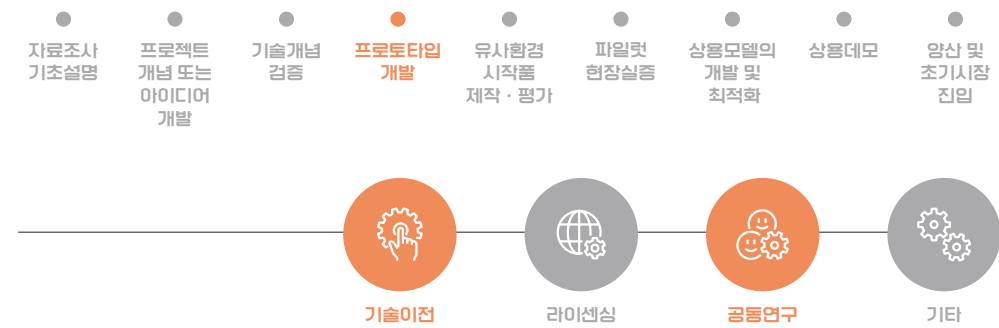 자료조사
기초설명
프로젝트
개념 또는
아이디어
개발
기술개념
검증
프로토타입
개발
유사환경
시작품
제작 · 평가
파일럿
현장실증
상용모델의
개발 및
최적화
상용데모
양산 및
초기시장
진입
기술이전
라이센싱
공동연구
기타